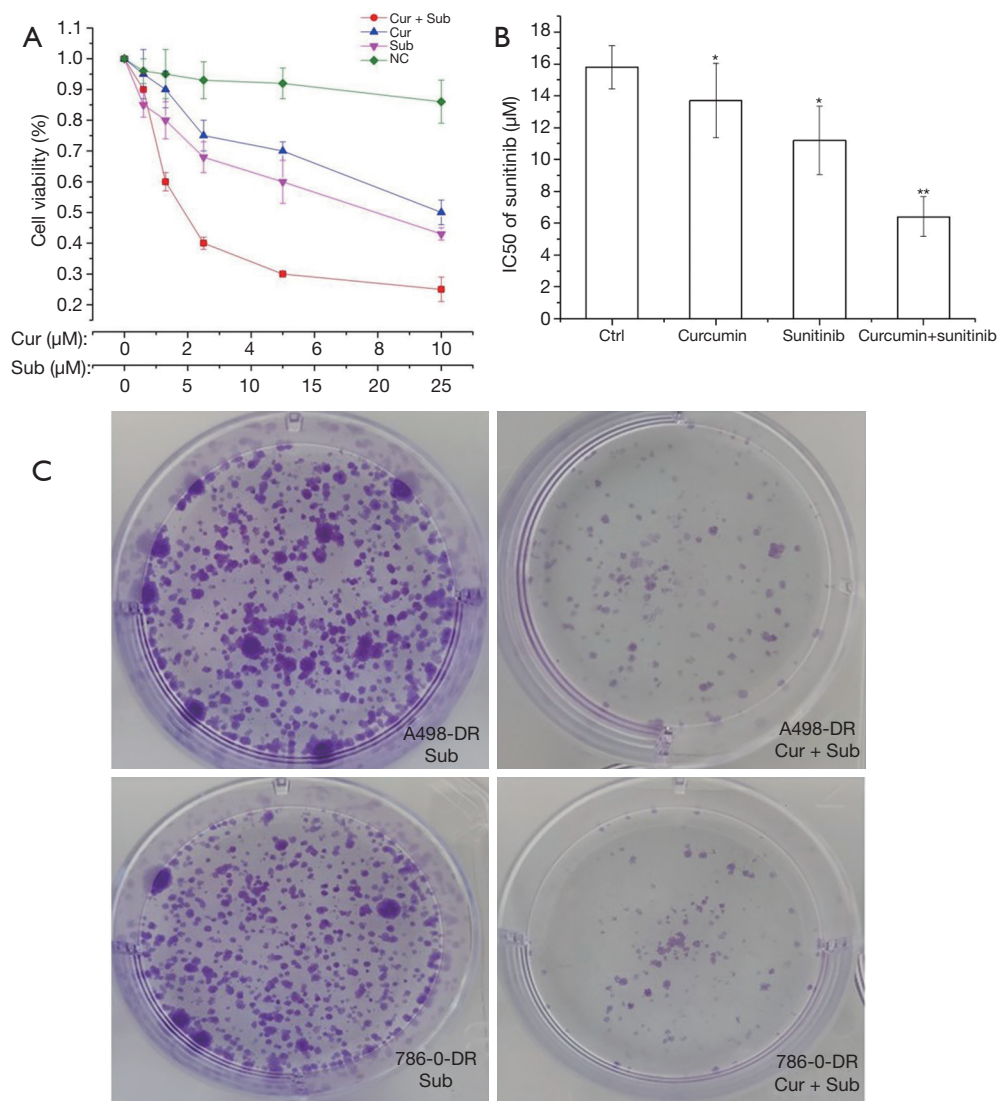 A
Cur + Sub
Cur
Sub
NC
Cell viability (%)
1.1
1.0
0.9
0.8
0.7
0.6
0.5
0.4
0.3
0.2
Cur (μM):
0 2 4 6 8 10
Sub (μM):
0 5 10 15 20 25
B
IC50 of sunitinib (μM)
18
16
14
12
10
8
6
4
2
0
*
*
**
Ctrl Curcumin Sunitinib Curcumin+sunitinib
C
A498-DR
Sub
A498-DR
Cur + Sub
786-0-DR
Sub
786-0-DR
Cur + Sub